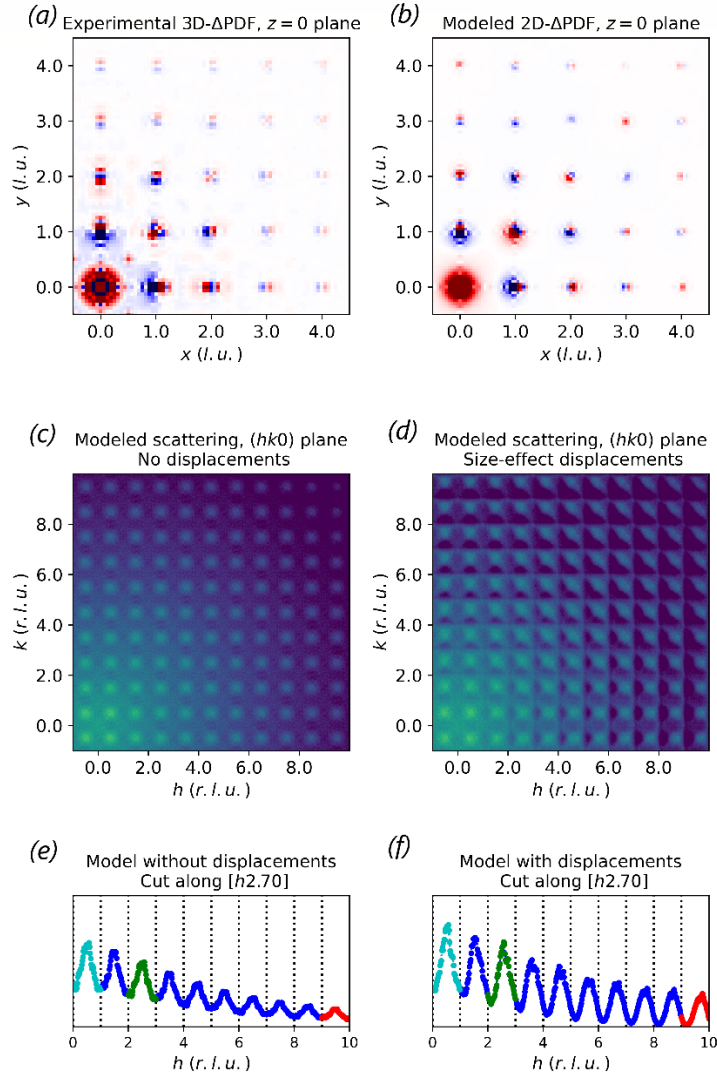 (a) Experimental 3D-ΔPDF, z = 0 plane
4.0
3.0
2.0
1.0
0.0
y (l. u.)
0.0 1.0 2.0 3.0 4.0
x (l. u.)
(b) Modeled 2D-ΔPDF, z = 0 plane
4.0
3.0
2.0
1.0
0.0
y (l. u.)
0.0 1.0 2.0 3.0 4.0
x (l. u.)
(c)
Modeled scattering, (hk0) plane
No displacements
8.0
6.0
4.0
2.0
0.0
k (r. l. u.)
0.0 2.0 4.0 6.0 8.0
h (r. l. u.)
(d)
Modeled scattering, (hk0) plane
Size-effect displacements
8.0
6.0
4.0
2.0
0.0
k (r. l. u.)
0.0 2.0 4.0 6.0 8.0
h (r. l. u.)
(e)
Model without displacements
Cut along [h2.70]
0 2 4 6 8 10
h (r. l. u.)
(f)
Model with displacements
Cut along [h2.70]
0 2 4 6 8 10
h (r. l. u.)